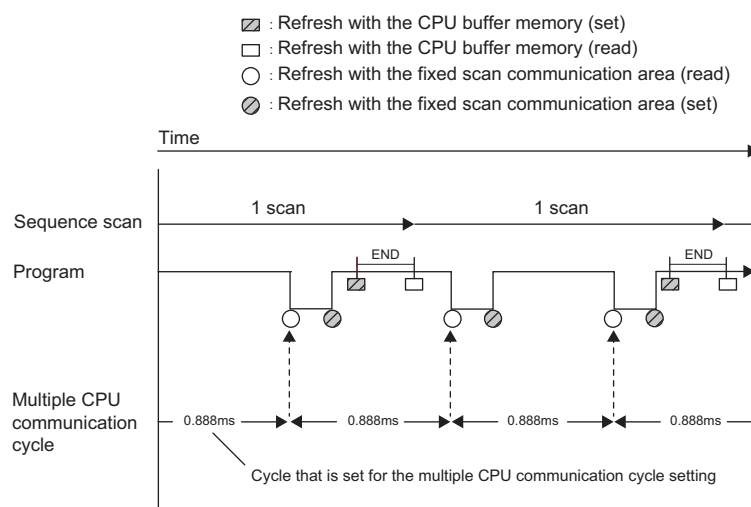 : Refresh with the CPU buffer memory (set)
: Refresh with the CPU buffer memory (read)
: Refresh with the fixed scan communication area (read)
: Refresh with the fixed scan communication area (set)
Time
Sequence scan
1 scan
1 scan
Program
END
END
Multiple CPU
communication
cycle
0.888ms
0.888ms
0.888ms
0.888ms
Cycle that is set for the multiple CPU communication cycle setting